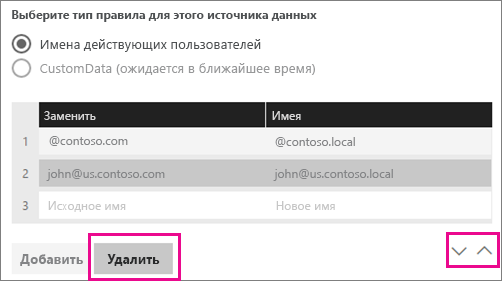 Выберите тип правила для этого источника данных
Имена действующих пользователей
CustomData (ожидается в ближайшее время)
Заменить Имея
1 @contoso.com @contoso.local
2 john@us.contoso.com john@us.contoso.local
3 Исходное имя Новое имя
Добавить Удалить